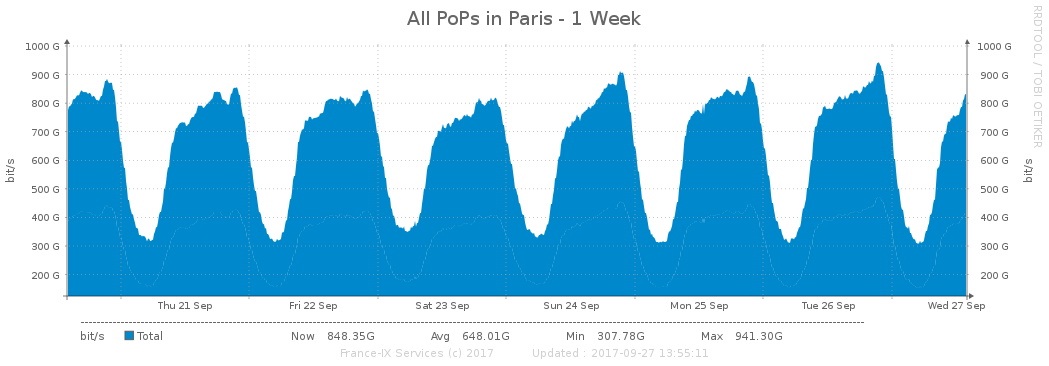 All PoPs in Paris - 1 Week
RRDTOOL / TOBI OETIKER
1000 G 1000 G
900 G 900 G
800 G 800 G
700 G 700 G
600 G 600 G
500 G 500 G
400 G 400 G
300 G 300 G
200 G 200 G
bit/s bit/s
Thu 21 Sep Fri 22 Sep Sat 23 Sep Sun 24 Sep Mon 25 Sep Tue 26 Sep Wed 27 Sep
bit/s Total Now 848.35G Avg 648.01G Min 307.78G Max 941.30G
France-IX Services (c) 2017 Updated : 2017-09-27 13:55:11